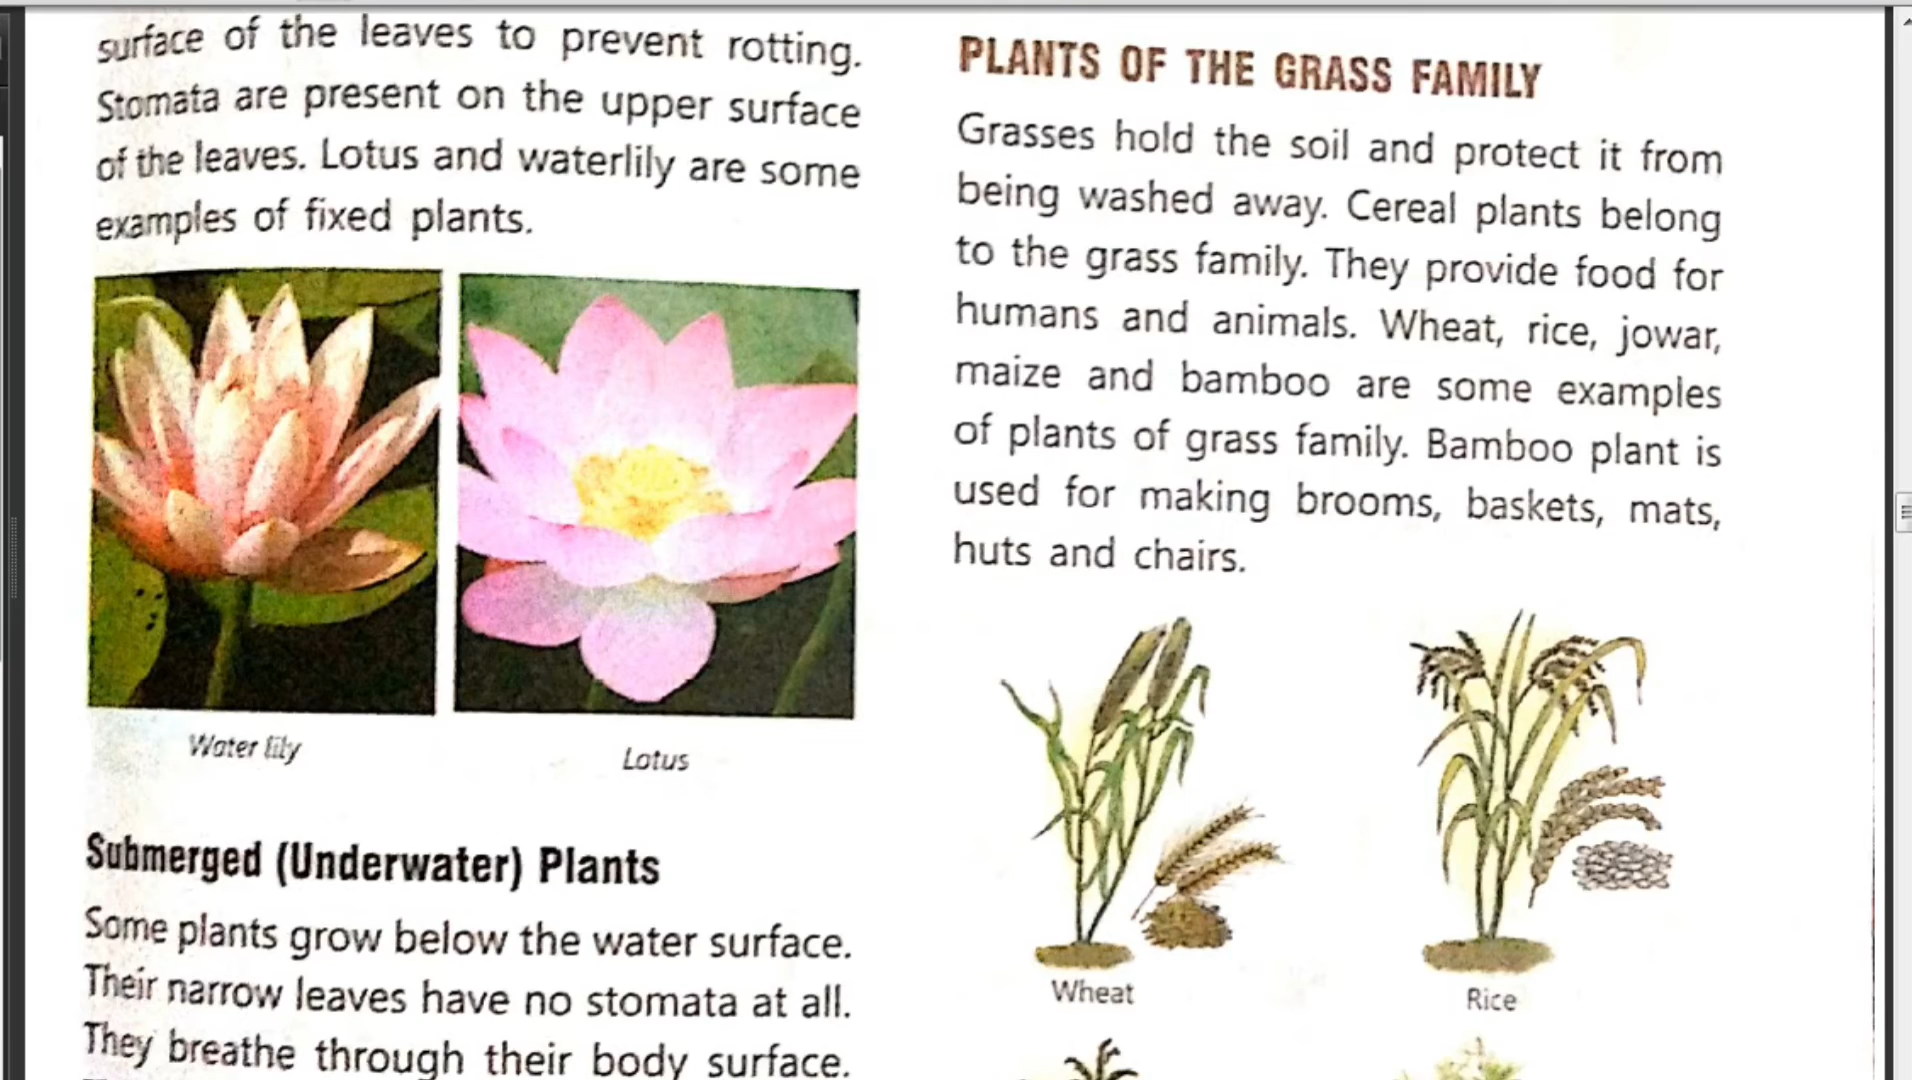 surface of the leaves to prevent rotting.
Stomata are present on the upper surface
of the leaves. Lotus and waterlily are some
examples of fixed plants.
Water lily
Lotus
Submerged (Underwater) Plants
Some plants grow below the water surface.
Their narrow leaves have no stomata at all.
They breathe through their body surface.
PLANTS OF THE GRASS FAMILY
Grasses hold the soil and protect it from
being washed away. Cereal plants belong
to the grass family. They provide food for
humans and animals. Wheat, rice, jowar,
maize and bamboo are some examples
of plants of grass family. Bamboo plant is
used for making brooms, baskets, mats,
huts and chairs.
Wheat
Rice